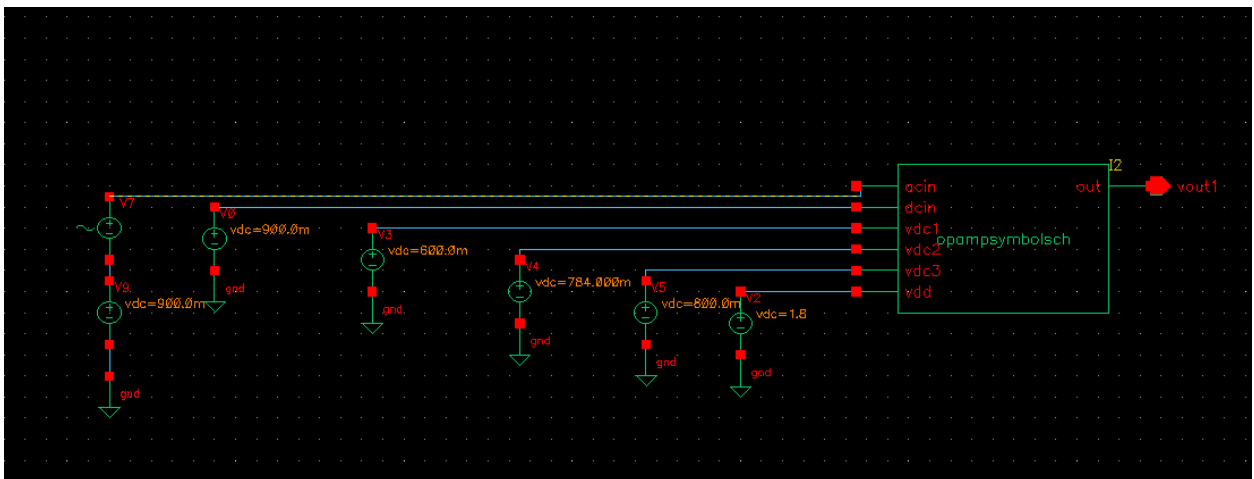 I2
acin
out
vout1
V7
V0
dcin
vdc=900.0m
V3
vdc1
vdc=600.0m
opampsymbolsch
V4
vdc2
vdc=784.000m
vdc3
V9
V5
V2
vdd
vdc=900.0m
gnd
vdc=800.0m
vdc=1.8
gnd
gnd
gnd
gnd
gnd